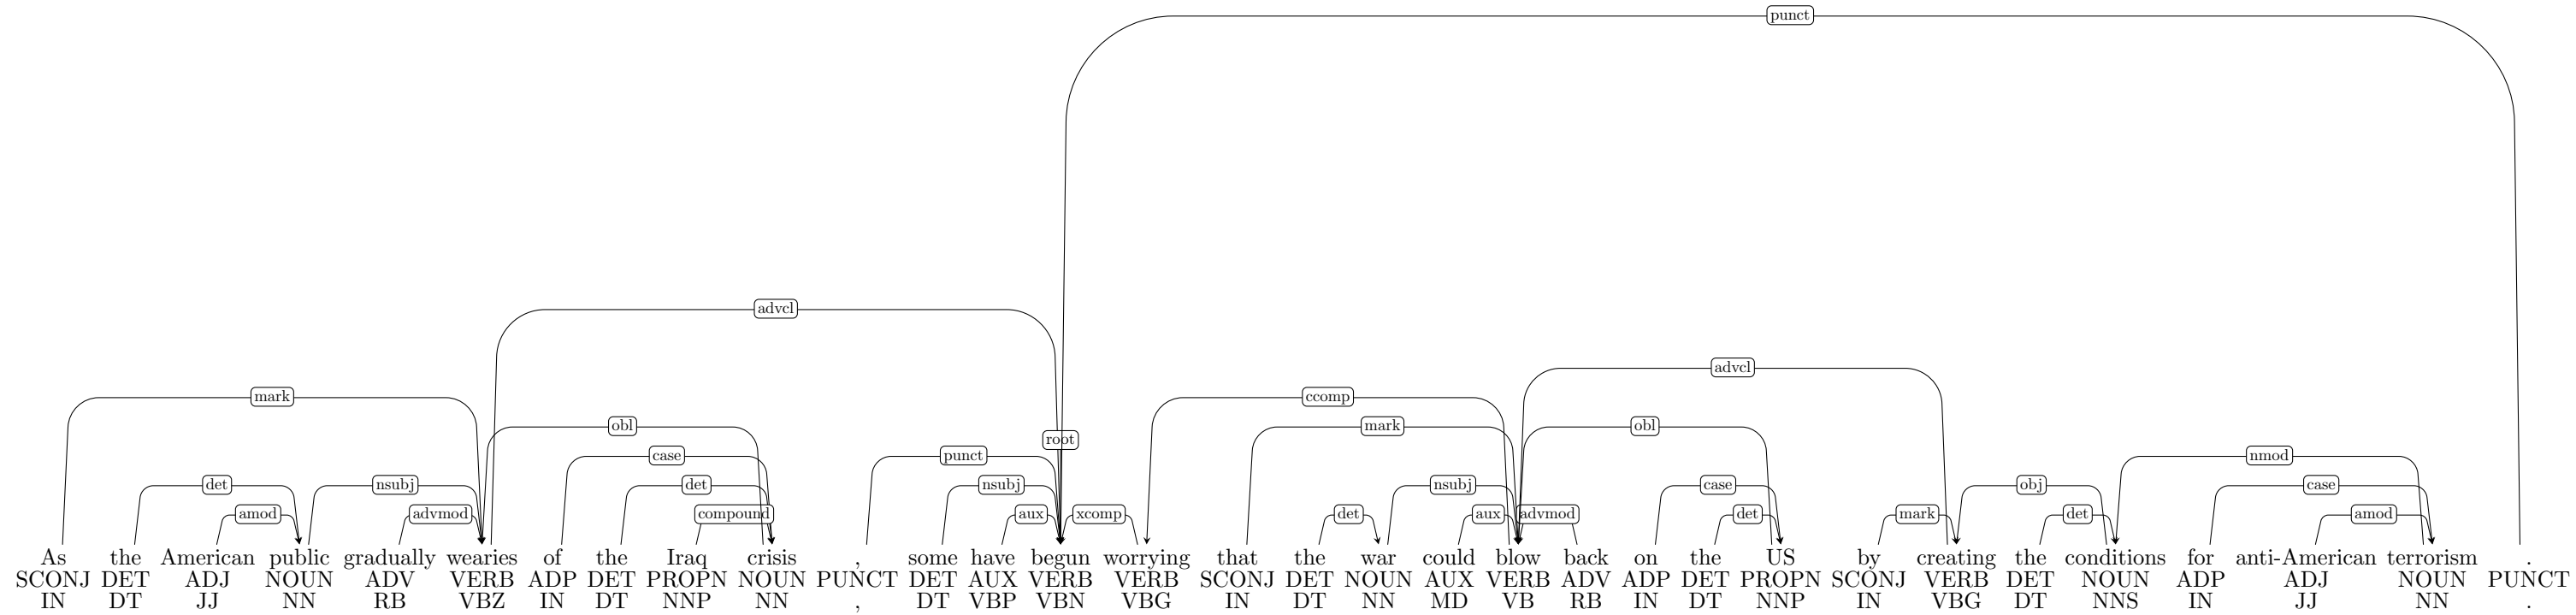 punct
advcl
advcl
mark ccomp
obl mark obl
root
case punct nmod
det nsubj det nsubj nsubj case obj case
amod advmod compound aux xcomp det aux advmod det mark det amod
As the American public gradually wearies of the Iraq crisis , some have begun worrying that the war could blow back on the US by creating the conditions for anti-American terrorism .
SCONJ DET ADJ NOUN ADV VERB ADP DET PROPN NOUN PUNCT DET AUX VERB VERB SCONJ DET NOUN AUX VERB ADV ADP DET PROPN SCONJ VERB DET NOUN ADP ADJ NOUN PUNCT
IN DT JJ NN RB VBZ IN DT NNP NN , DT VBP VBN VBG IN DT NN MD VB RB IN DT NNP IN VBG DT NNS IN JJ NN .